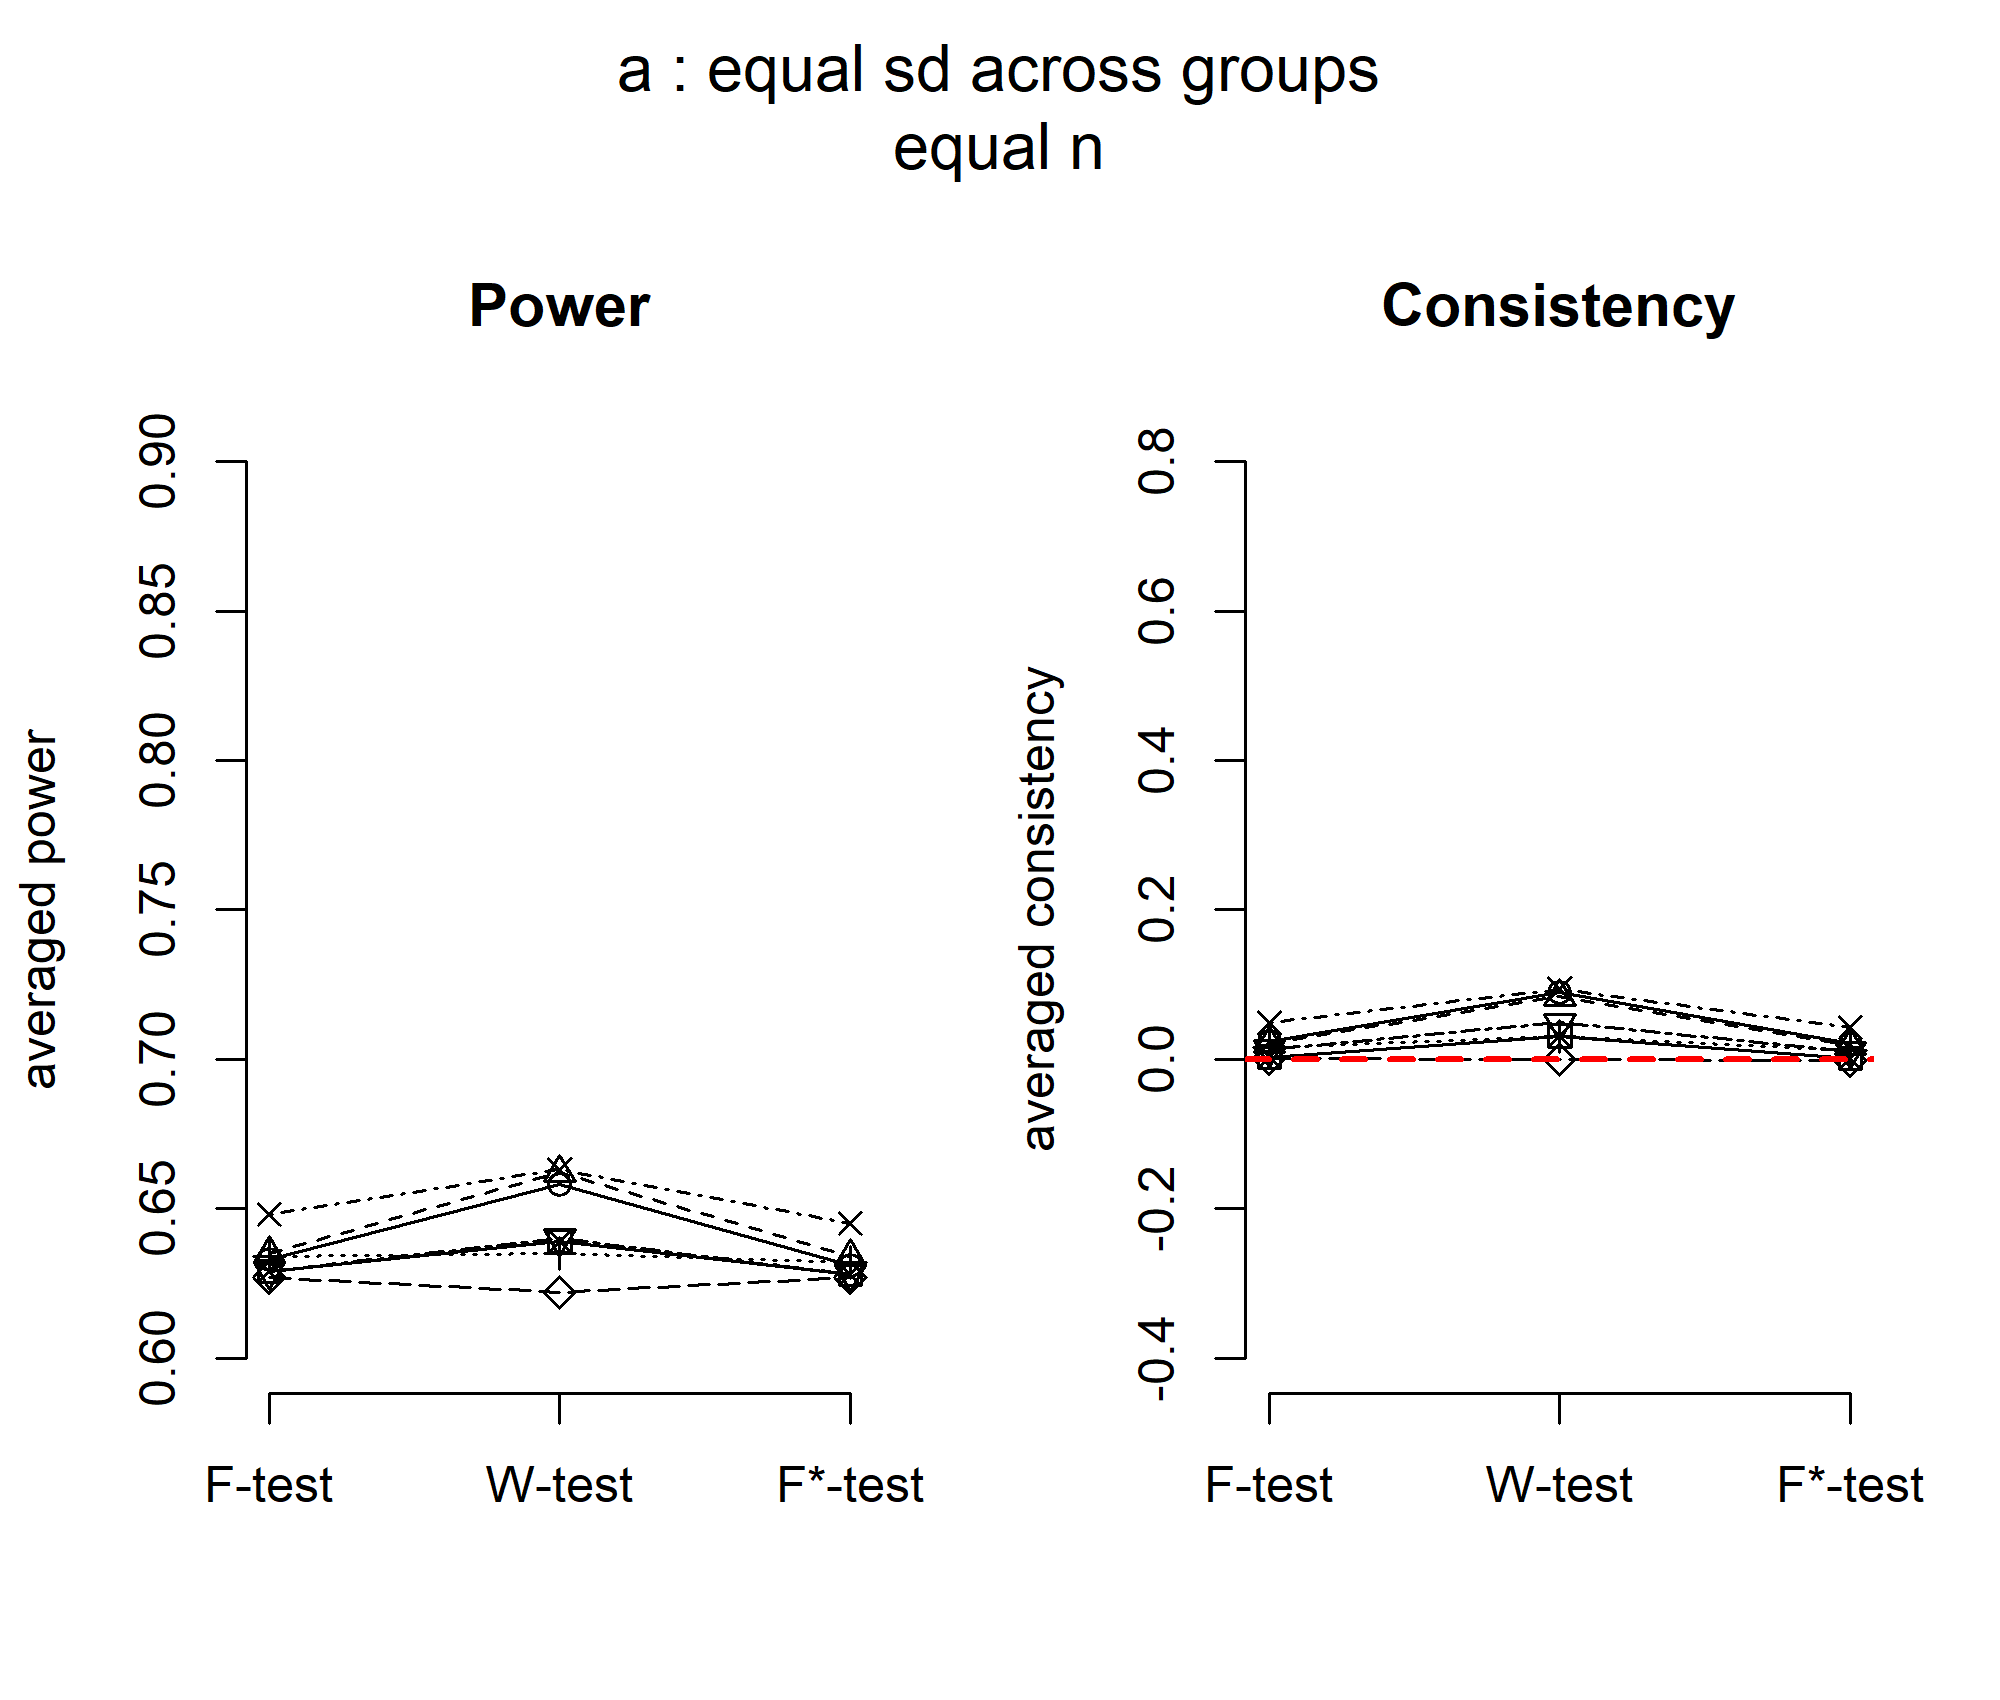 a : equal sd across groups
equal n
Power
averaged power
0.90
0.85
0.80
0.75
0.70
0.65
0.60
F-test W-test F*-test
Consistency
averaged consistency
0.8
0.6
0.4
0.2
0.0
-0.2
-0.4
F-test W-test F*-test